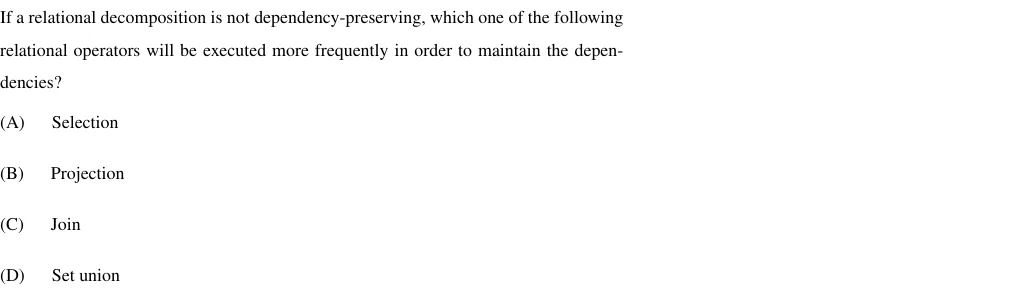 If a relational decomposition is not dependency-preserving, which one of the following
relational operators will be executed more frequently in order to maintain the depen-
dencies?
(A) Selection
(B) Projection
(C) Join
(D) Set union